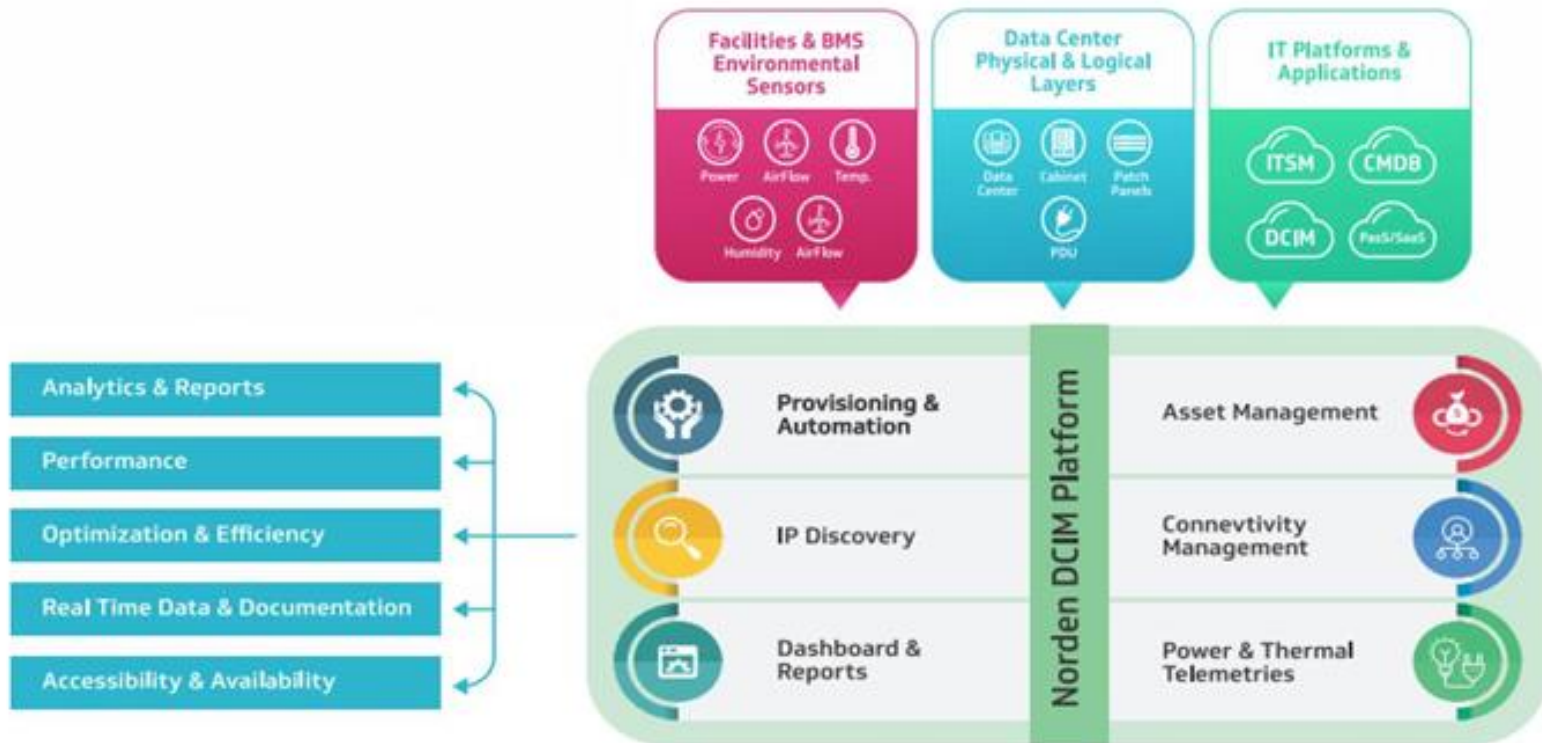 Facilities & BMS
Environmental
Sensors
Power
AirFlow
Temp.
Humidity
AirFlow
Data Center
Physical & Logical
Layers
Data
Center
Cabinet
Patch
Panels
PDU
IT Platforms &
Applications
ITSM
CMDB
DCIM
PaaS/SaaS
Analytics & Reports
Performance
Optimization & Efficiency
Real Time Data & Documentation
Accessibility & Availability
Provisioning &
Automation
IP Discovery
Dashboard &
Reports
Norden DCIM Platform
Asset Management
Connevtivity
Management
Power & Thermal
Telemetries